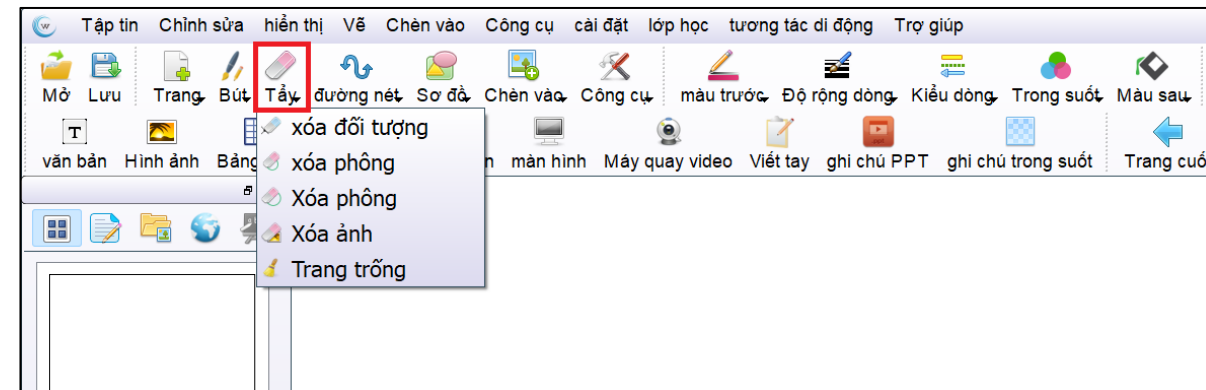 Tập tin Chỉnh sửa hiển thị Vẽ Chèn vào Công cụ cài đặt lớp học tương tác di động Trợ giúp
Mở Lưu Trang Bút Tẩy đường nét Sơ đồ Chèn vào Công cụ màu trước Độ rộng dòng Kiểu dòng Trong suốt Màu sau
văn bản Hình ảnh Bảng màn hình Máy quay video Viết tay ghi chú PPT ghi chú trong suốt Trang cuố
xóa đối tượng
xóa phông
Xóa phông
Xóa ảnh
Trang trống